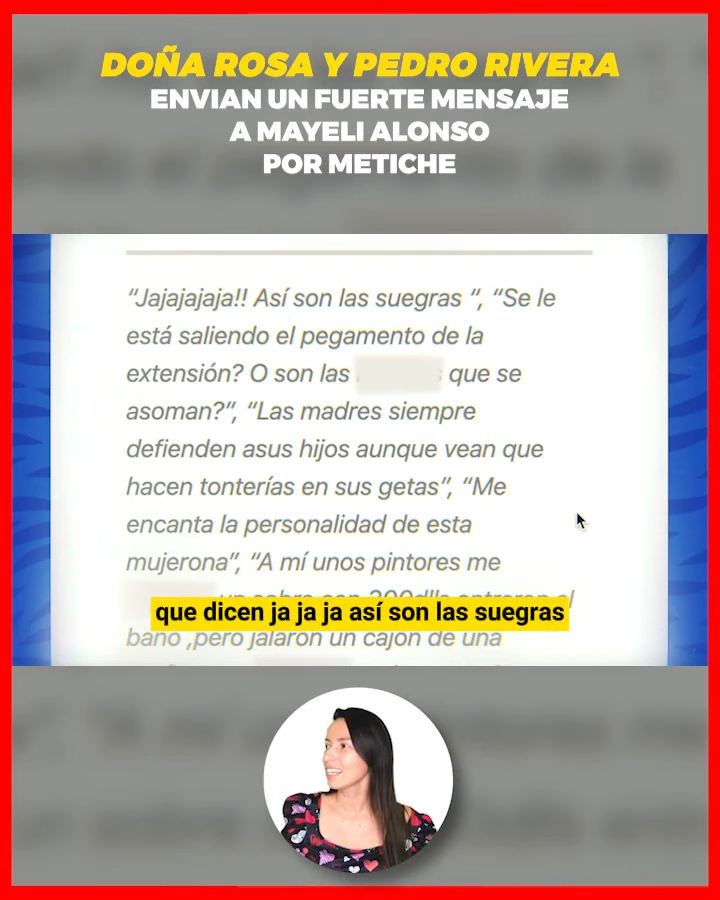 DOÑA ROSA Y PEDRO RIVERA
ENVIAN UN FUERTE MENSAJE
A MAYELI ALONSO
POR METICHE
“Jajajajaja!! Así son las suegras “, “Se le
está saliendo el pegamento de la
extensión? O son las que se
asoman?”, “Las madres siempre
defienden asus hijos aunque vean que
hacen tonterías en sus getas”, “Me
encanta la personalidad de esta
mujerona”, “A mí unos pintores me
que dicen ja ja ja así son las suegras
baño ,pero jalaron un cajón de una